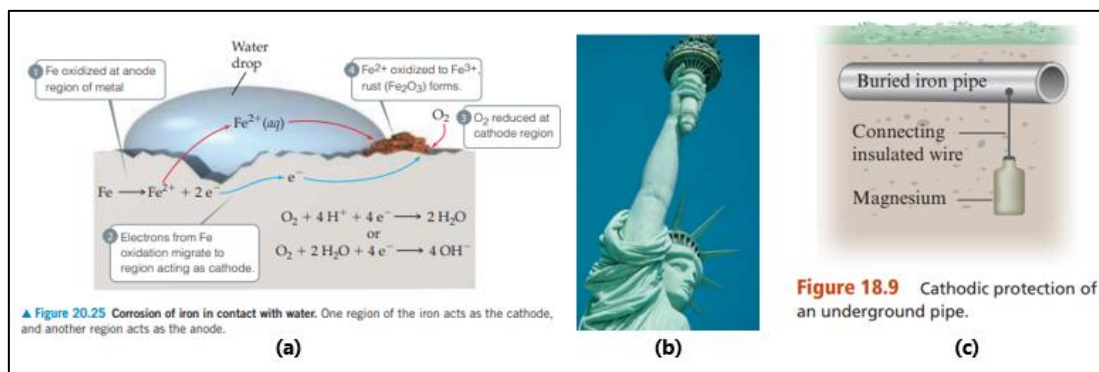 Water
drop
1 Fe oxidized at anode
region of metal
4 Fe²⁺ oxidized to Fe³⁺,
rust (Fe₂O₃) forms.
O₂
3 O₂ reduced at
cathode region
Fe²⁺(aq)
Fe → Fe²⁺ + 2 e⁻
e⁻
O₂ + 4 H⁺ + 4 e⁻ → 2 H₂O
or
O₂ + 2 H₂O + 4 e⁻ → 4 OH⁻
2 Electrons from Fe
oxidation migrate to
region acting as cathode.
▲ Figure 20.25 Corrosion of iron in contact with water. One region of the iron acts as the cathode,
and another region acts as the anode.
(a)
(b)
Buried iron pipe
Connecting
insulated wire
Magnesium
Figure 18.9 Cathodic protection of
an underground pipe.
(c)